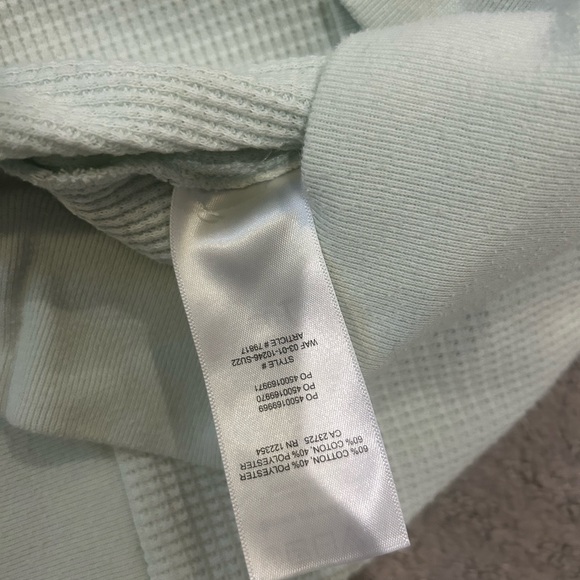 60% COTTON, 40% POLYESTER
60% COTTON, 40% POLYESTER
CA 23725 RN 122354
PO 4500169969
PO 4500169970
PO 4500169971
STYLE #
WAF 03-01-10246-SU22
ARTICLE # 79817